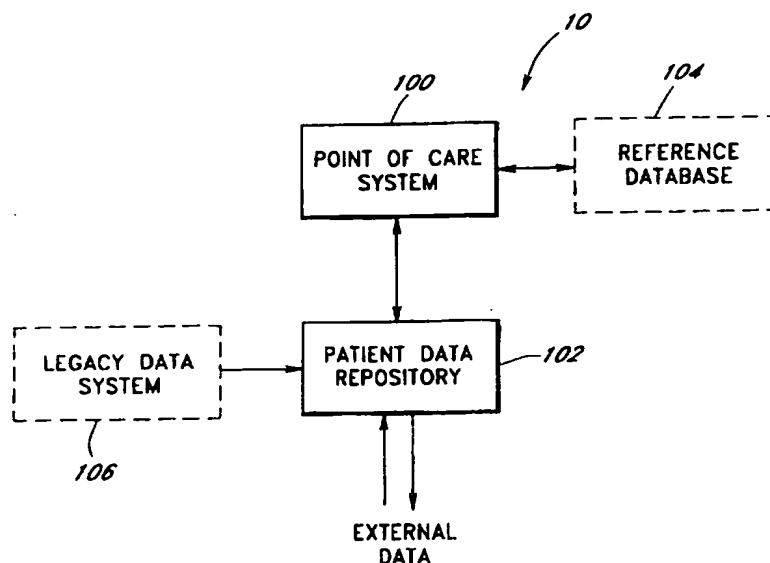 10
100
104
POINT OF CARE
SYSTEM
REFERENCE
DATABASE
LEGACY DATA
SYSTEM
PATIENT DATA
REPOSITORY
102
106
EXTERNAL
DATA